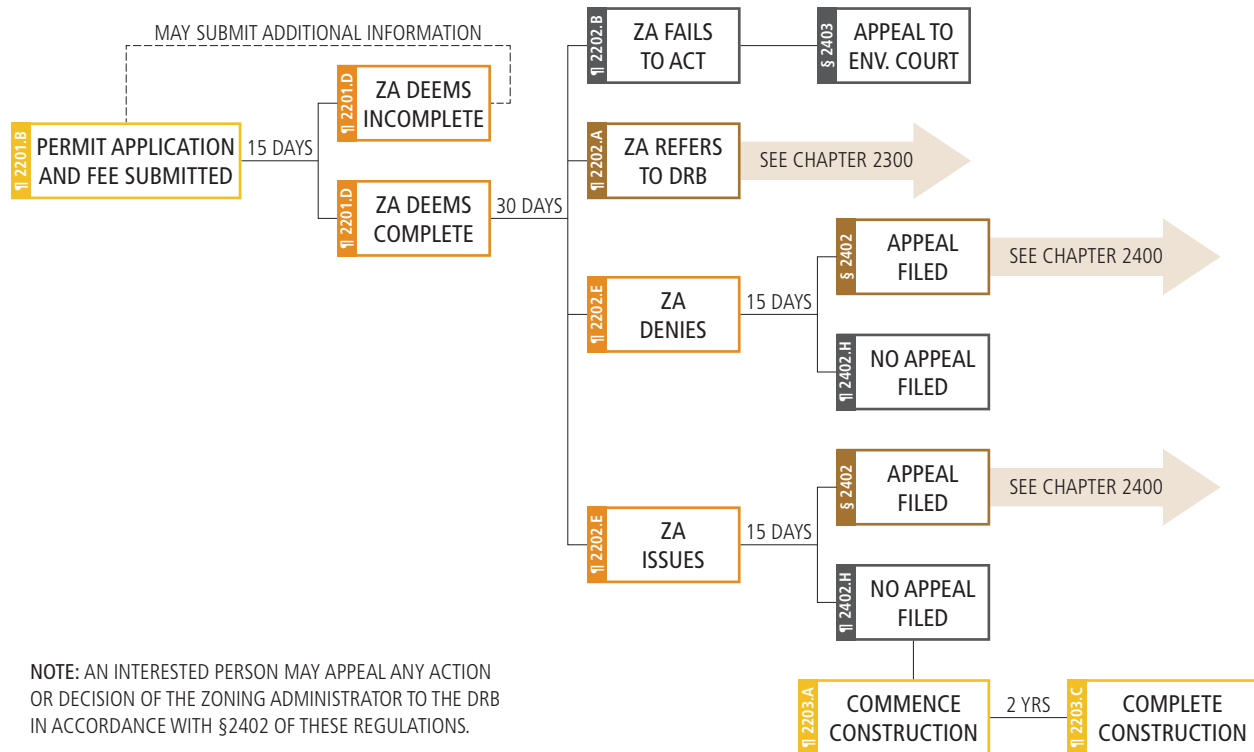 MAY SUBMIT ADDITIONAL INFORMATION
¶ 2201.B
PERMIT APPLICATION
AND FEE SUBMITTED
15 DAYS
¶ 2201.D
ZA DEEMS
INCOMPLETE
¶ 2201.D
ZA DEEMS
COMPLETE
30 DAYS
¶ 2202.B
ZA FAILS
TO ACT
§ 2403
APPEAL TO
ENV. COURT
¶ 2202.A
ZA REFERS
TO DRB
SEE CHAPTER 2300
¶ 2202.E
ZA
DENIES
15 DAYS
§ 2402
APPEAL
FILED
SEE CHAPTER 2400
¶ 2402.H
NO APPEAL
FILED
¶ 2202.E
ZA
ISSUES
15 DAYS
§ 2402
APPEAL
FILED
SEE CHAPTER 2400
¶ 2402.H
NO APPEAL
FILED
¶ 2203.A
COMMENCE
CONSTRUCTION
2 YRS
¶ 2203.C
COMPLETE
CONSTRUCTION
NOTE: AN INTERESTED PERSON MAY APPEAL ANY ACTION
OR DECISION OF THE ZONING ADMINISTRATOR TO THE DRB
IN ACCORDANCE WITH §2402 OF THESE REGULATIONS.